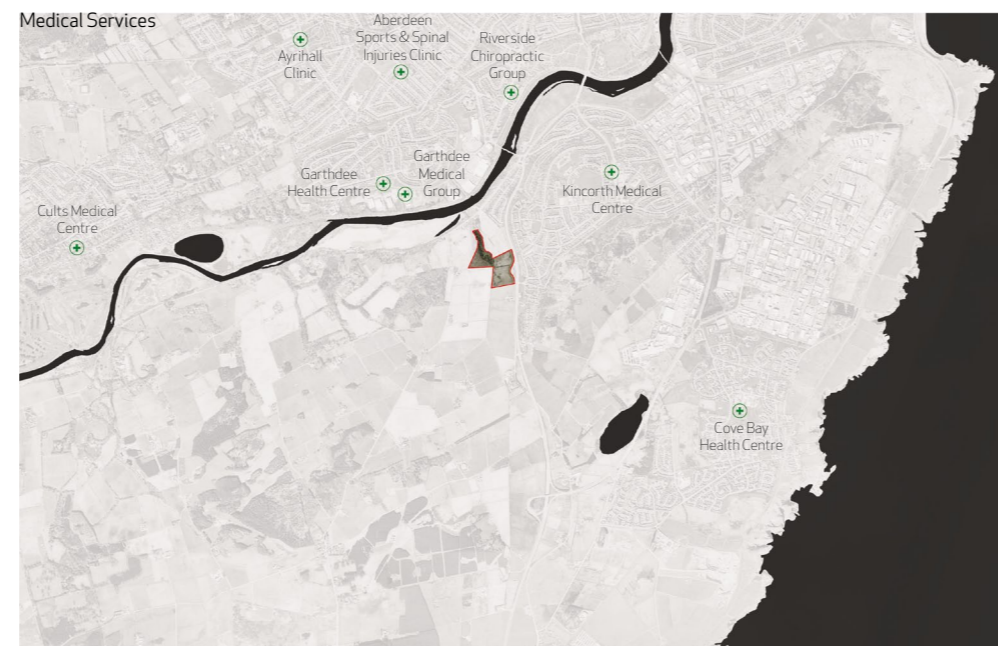 Medical Services
Aberdeen
Sports & Spinal
Injuries Clinic
Ayrihall
Clinic
Riverside
Chiropractic
Group
Garthdee
Health Centre
Garthdee
Medical
Group
Kincorth Medical
Centre
Cults Medical
Centre
Cove Bay
Health Centre